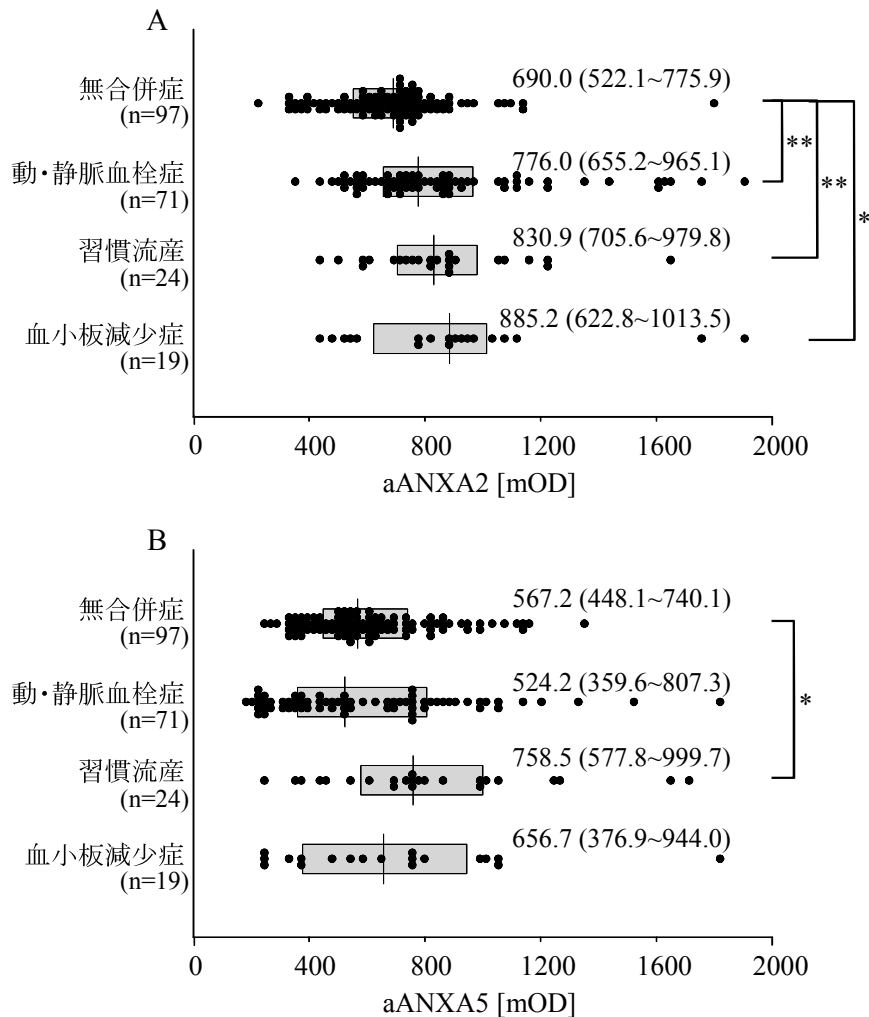 A
無合併症
(n=97)
690.0 (522.1~775.9)
動・静脈血栓症
(n=71)
776.0 (655.2~965.1)
習慣流産
(n=24)
830.9 (705.6~979.8)
血小板減少症
(n=19)
885.2 (622.8~1013.5)
**
**
*
0 400 800 1200 1600 2000
aANXA2 [mOD]
B
無合併症
(n=97)
567.2 (448.1~740.1)
動・静脈血栓症
(n=71)
524.2 (359.6~807.3)
習慣流産
(n=24)
758.5 (577.8~999.7)
血小板減少症
(n=19)
656.7 (376.9~944.0)
*
0 400 800 1200 1600 2000
aANXA5 [mOD]